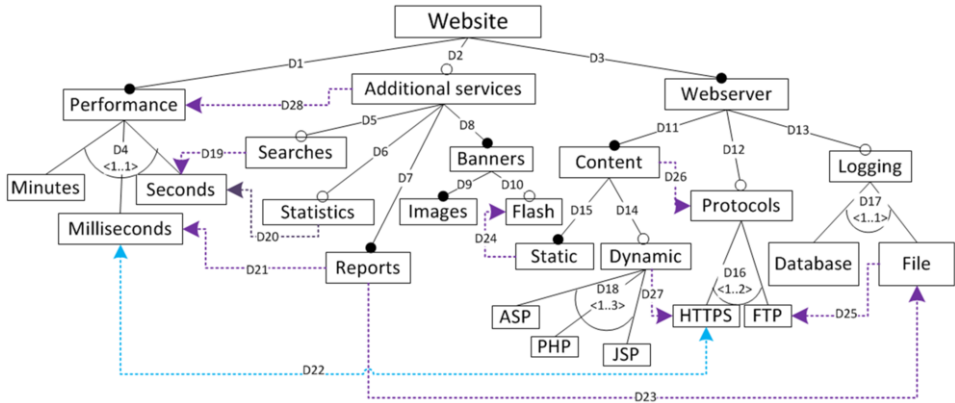 Website
D1
D2
D3
Performance
D28
Additional services
Webserver
D4
<1..1>
D5
D6
D7
D8
D11
D12
D13
D19
Searches
Banners
Content
D26
Logging
Minutes
Seconds
D9
D10
D15
D14
Protocols
D17
<1..1>
Statistics
Images
Flash
Milliseconds
D20
D24
Static
Dynamic
D16
<1..2>
Database
File
D21
Reports
D18
<1..3>
D27
ASP
HTTPS
FTP
D25
PHP
JSP
D22
D23